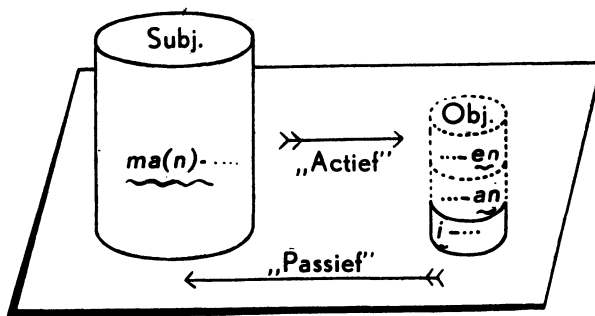 Subj.
ma(n)-·····
„Actief"
Obj.
····-en
····-an
i-····
„Passief"